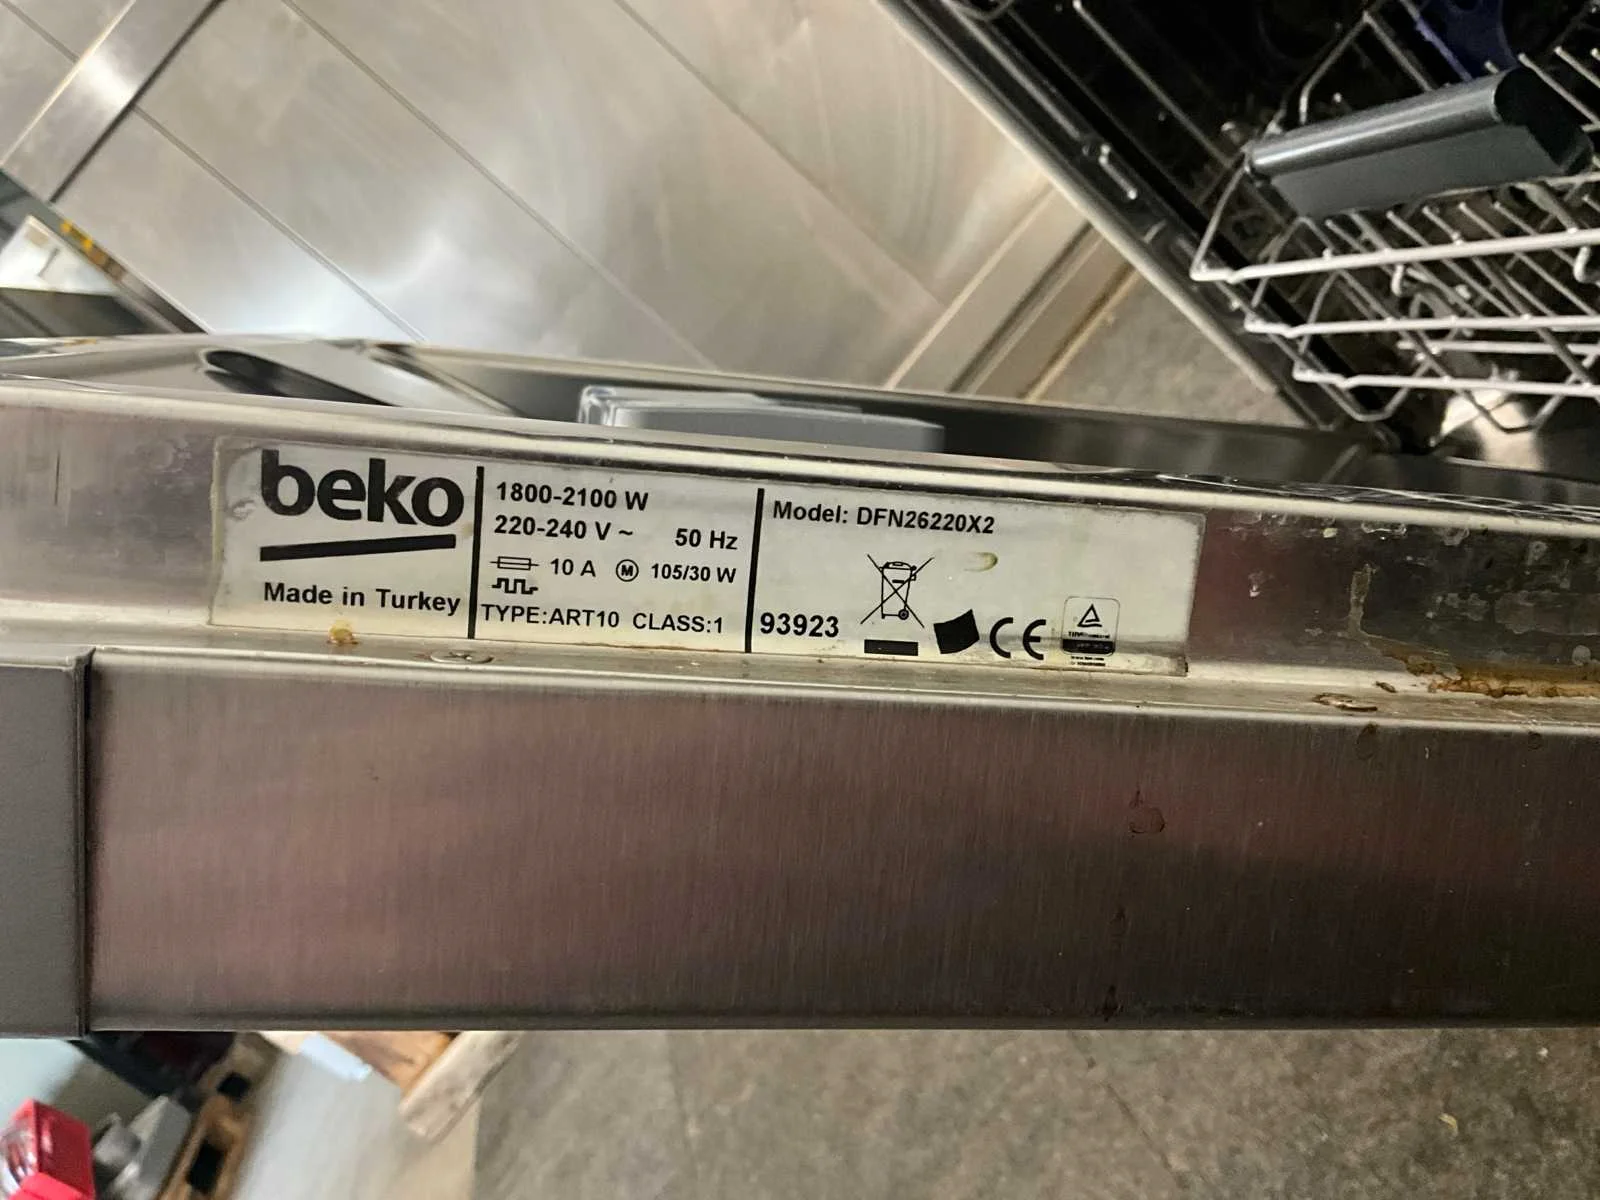 beko
Made in Turkey
1800-2100 W
220-240 V ~ 50 Hz
10 A M 105/30 W
TYPE:ART10 CLASS:1
Model: DFN26220X2
93923
CE